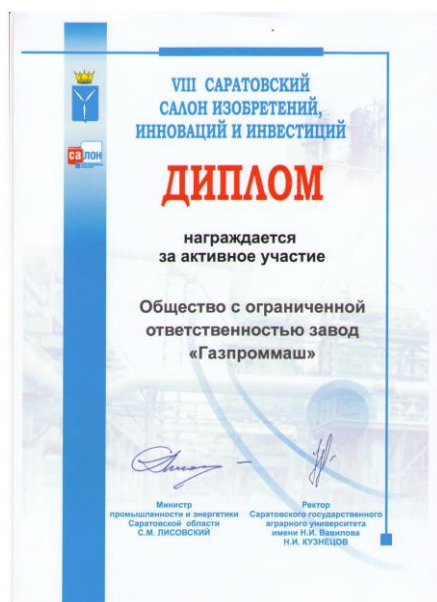 VIII САРАТОВСКИЙ
САЛОН ИЗОБРЕТЕНИЙ,
ИННОВАЦИЙ И ИНВЕСТИЦИЙ
саЛОН
ДИПЛОМ
награждается
за активное участие
Общество с ограниченной
ответственностью завод
«Газпроммаш»
Министр
промышленности и энергетики
Саратовской области
С.М. ЛИСОВСКИЙ
Ректор
Саратовского государственного
аграрного университета
имени Н.И. Вавилова
Н.И. КУЗНЕЦОВ